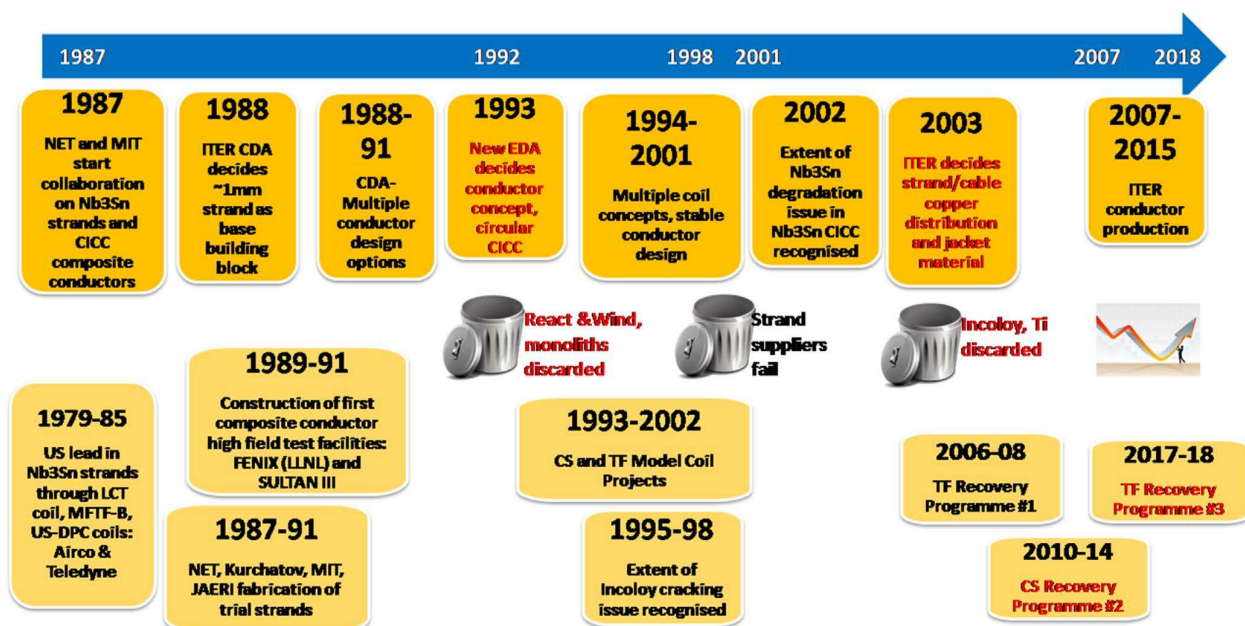 1987 1992 1998 2001 2007 2018
1987
NET and MIT
start
collaboration
on Nb3Sn
strands and
CICC
composite
conductors
1988
ITER CDA
decides
~1mm
strand as
base
building
block
1988-
91
CDA-
Multiple
conductor
design
options
1993
New EDA
decides
conductor
concept,
circular CICC
1994-
2001
Multiple coil
concepts, stable
conductor
design
2002
Extent of
Nb3Sn
degradation
issue in
Nb3Sn CICC
recognised
2003
ITER decides
strand/cable
copper
distribution
and jacket
material
2007-
2015
ITER
conductor
production
React &Wind,
monoliths
discarded
Strand
suppliers
fail
Incoloy, Ti
discarded
1979-85
US lead in
Nb3Sn strands
through LCT
coil, MFTF-B,
US-DPC coils:
Airco &
Teledyne
1989-91
Construction of first
composite conductor
high field test facilities:
FENIX (LLNL) and
SULTAN III
1987-91
NET, Kurchatov, MIT,
JAERI fabrication of
trial strands
1993-2002
CS and TF Model Coil
Projects
1995-98
Extent of
Incoloy cracking
issue recognised
2006-08
TF Recovery
Programme #1
2010-14
CS Recovery
Programme #2
2017-18
TF Recovery
Programme #3